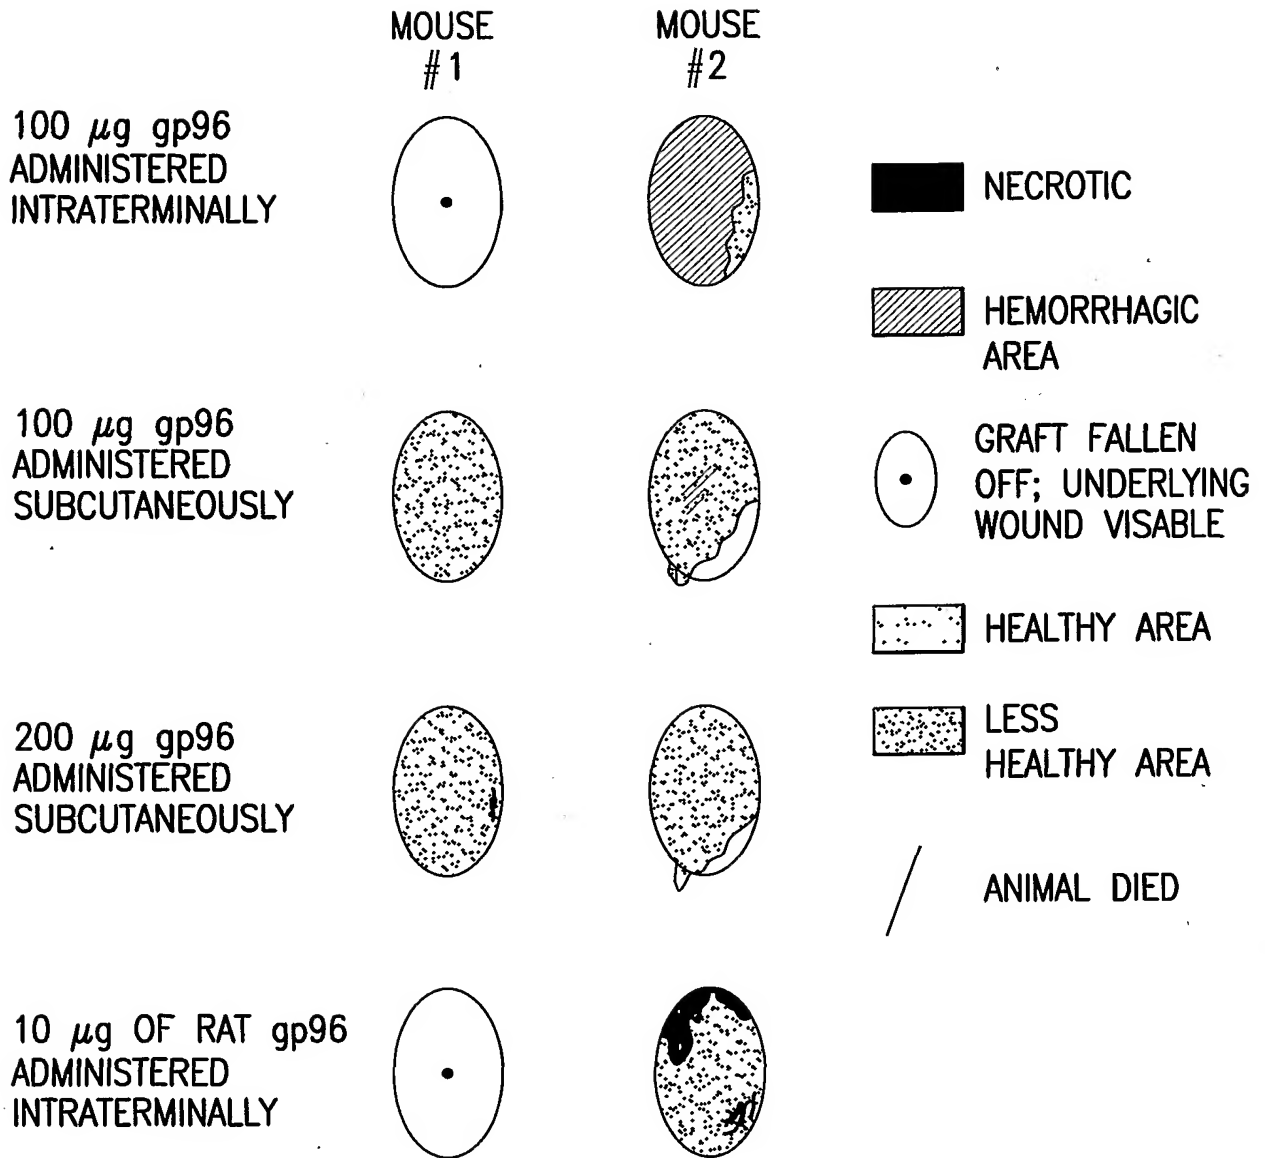 MOUSE
#1
MOUSE
#2
100 μg gp96
ADMINISTERED
INTRATERMINALLY
100 μg gp96
ADMINISTERED
SUBCUTANEOUSLY
200 μg gp96
ADMINISTERED
SUBCUTANEOUSLY
10 μg OF RAT gp96
ADMINISTERED
INTRATERMINALLY
NECROTIC
HEMORRHAGIC
AREA
GRAFT FALLEN
OFF; UNDERLYING
WOUND VISABLE
HEALTHY AREA
LESS
HEALTHY AREA
ANIMAL DIED